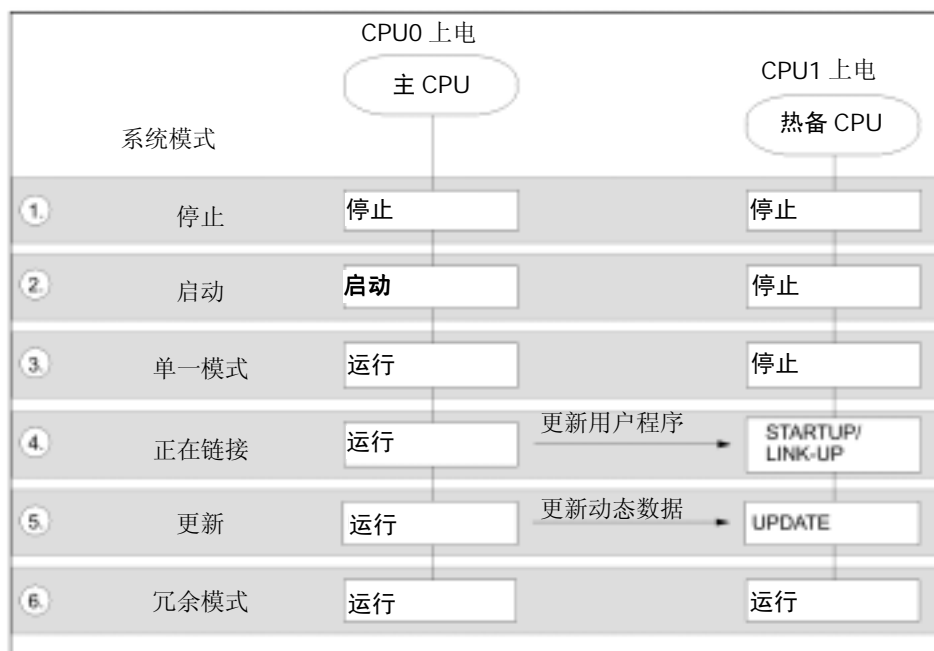 CPU0 上电
主 CPU
CPU1 上电
热备 CPU
系统模式
1. 停止 停止 停止
2. 启动 启动 停止
3. 单一模式 运行 停止
4. 正在链接 运行 更新用户程序 STARTUP/
LINK-UP
5. 更新 运行 更新动态数据 UPDATE
6. 冗余模式 运行 运行